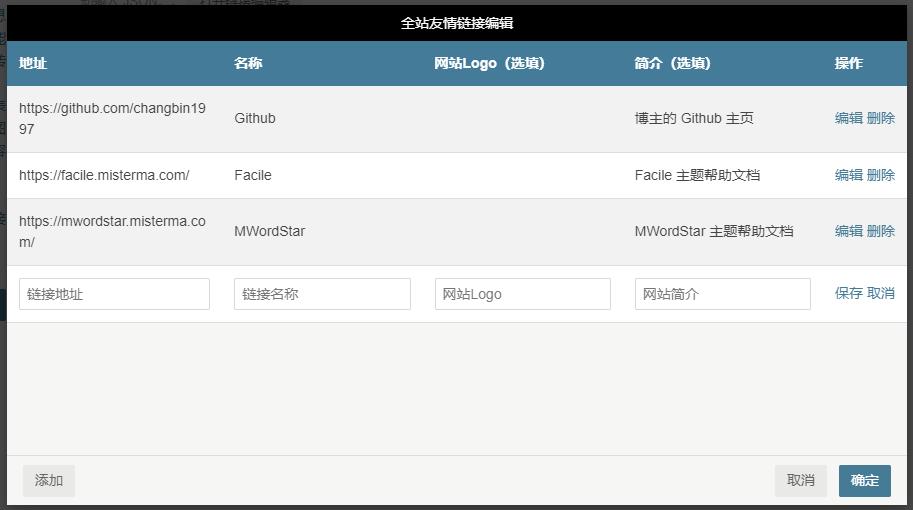 全站友情链接编辑
地址 名称 网站Logo（选填） 简介（选填） 操作
https://github.com/changbin19
97
Github 博主的 Github 主页 编辑 删除
https://facile.misterma.com/ Facile Facile 主题帮助文档 编辑 删除
https://mwordstar.misterma.co
m/
MWordStar MWordStar 主题帮助文档 编辑 删除
链接地址 链接名称 网站Logo 网站简介 保存 取消
添加 取消 确定